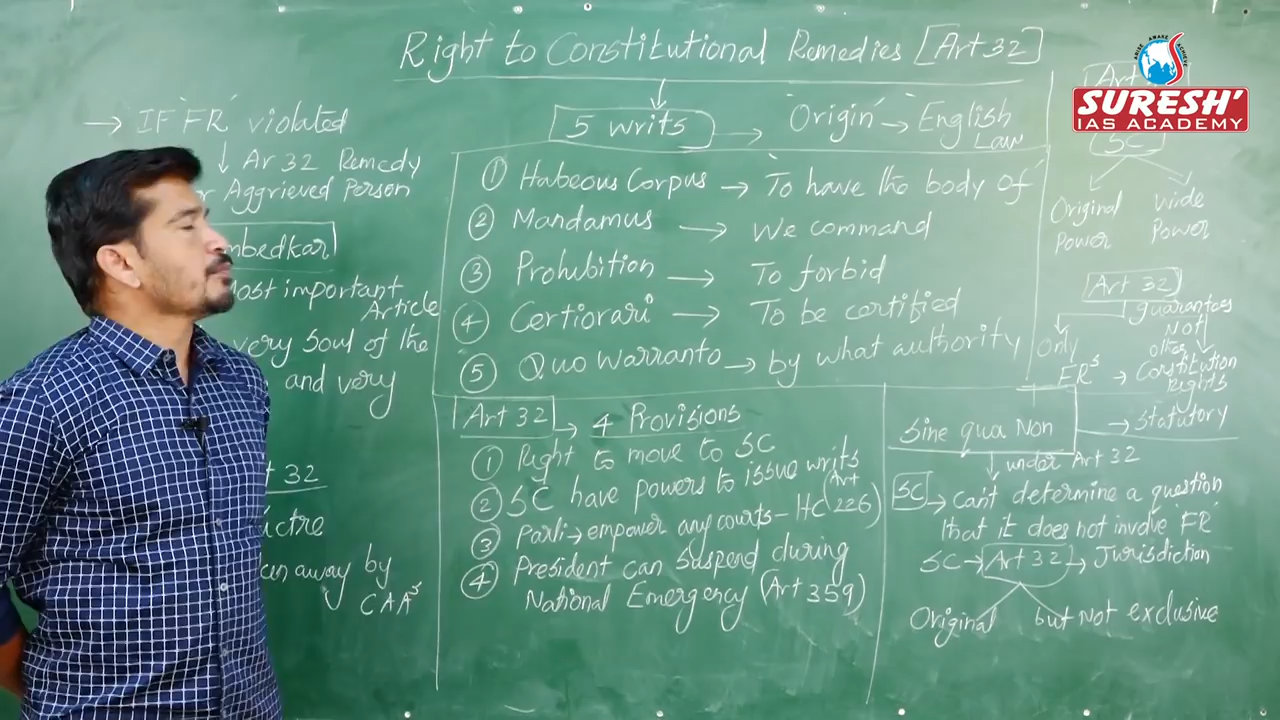 Right to Constitutional Remedies [Art 32]
→ IF 'FR' violated
↓ Ar 32 Remedy
Aggrieved Person
mbedkar
ost important
Article
very Soul of the
and very
t 32
ctre
en away by
CAAs
5 writs → 'Origin' → English
Law
① Habeous Corpus → To have the body of
② Mandamus → We command
③ Prohubition → To forbid
④ Certiorari → To be certified
⑤ Quo Warranto → by what authority
Art 32 → 4 Provisions
① Right to move to SC
② SC have powers to issue writs
③ Parli → empower any courts - HC (Art 226)
④ President can suspend during
National Emergency (Art 359)
ARISE AWARE ACHIEVE
SURESH'
IAS ACADEMY
SC
Original wide
Power Power
Art 32
guarantees
Only Not
other
FRs → Constitution
Rights
→ Statutory
Sine qua Non
↓ under Art 32
SC → can't determine a question
that it does not involve 'FR'
SC → Art 32 → Jurisdiction
Original but Not exclusive